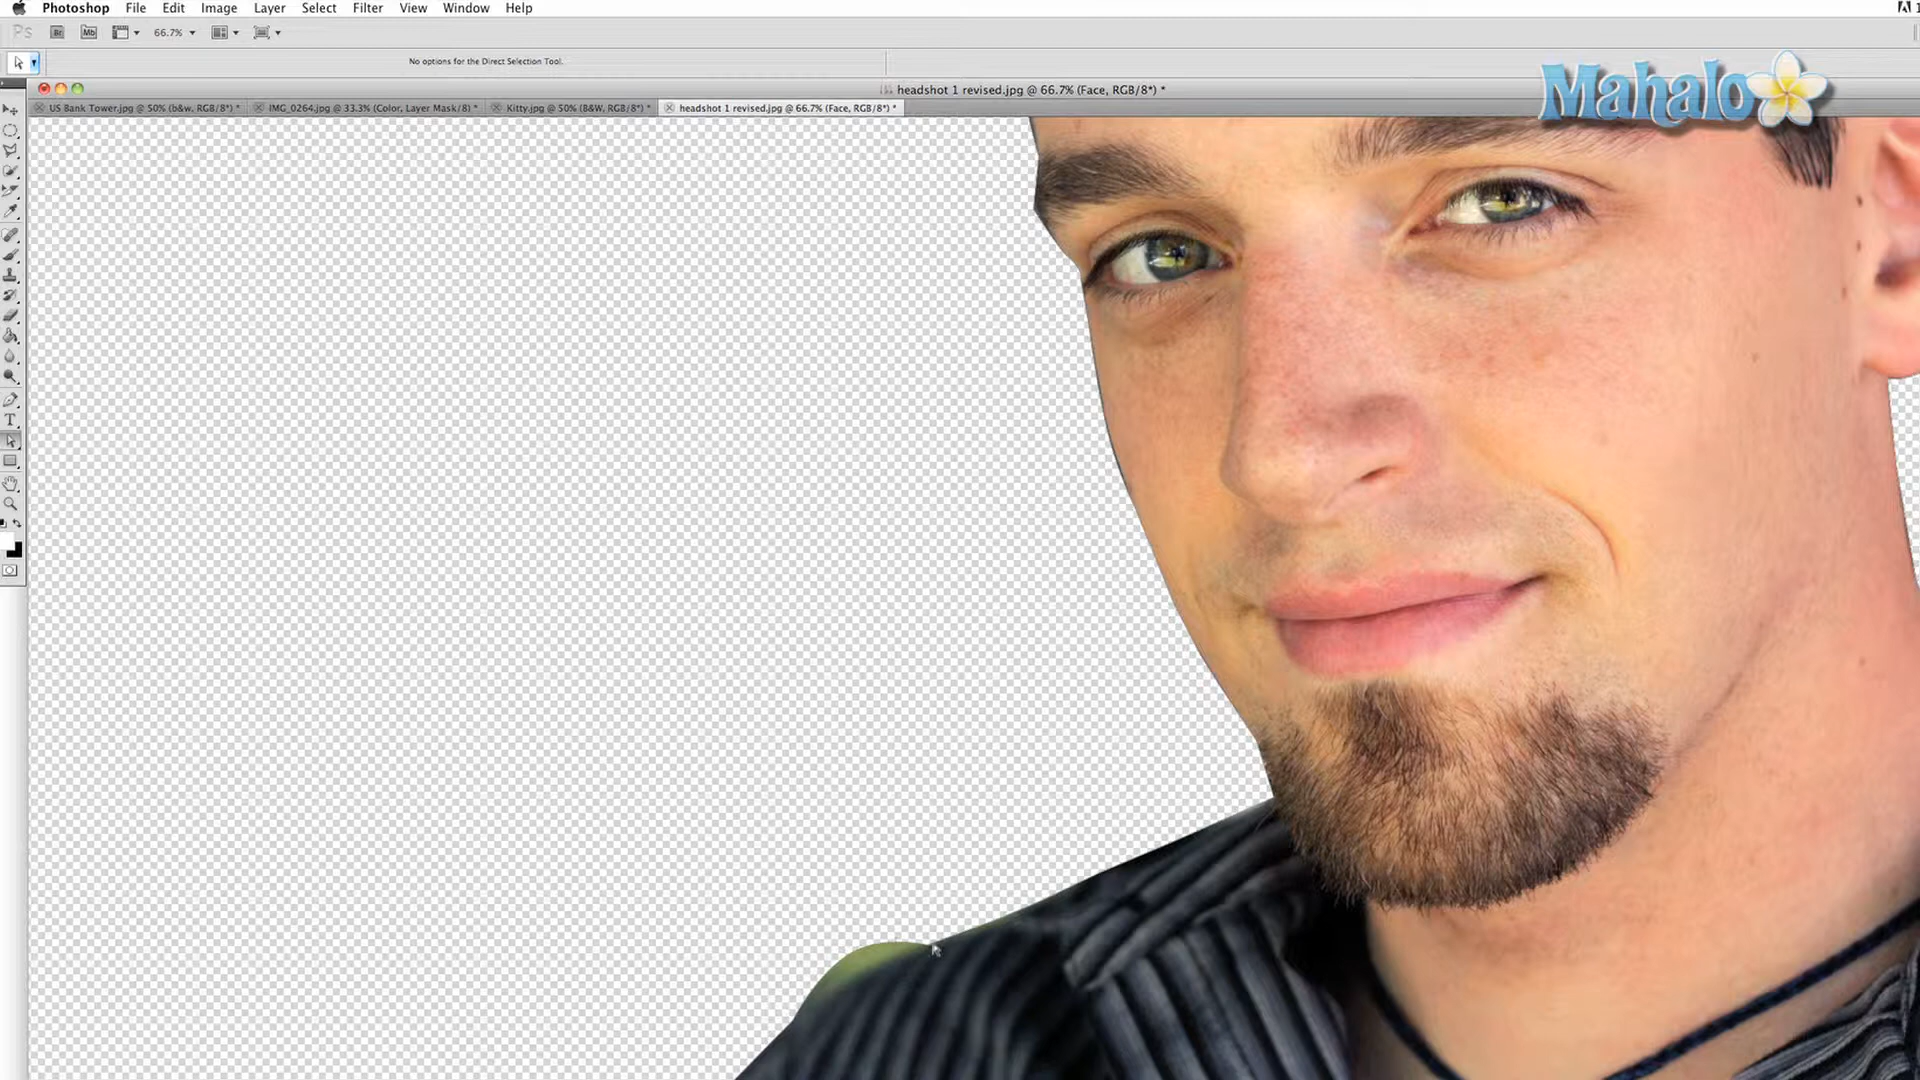 Photoshop File Edit Image Layer Select Filter View Window Help
Ps Br Mb 66.7%
No options for the Direct Selection Tool.
headshot 1 revised.jpg @ 66.7% (Face, RGB/8*) *
US Bank Tower.jpg @ 50% (b&w, RGB/8*) *
IMG_0264.jpg @ 33.3% (Color, Layer Mask/8) *
Kitty.jpg @ 50% (B&W, RGB/8*) *
headshot 1 revised.jpg @ 66.7% (Face, RGB/8*) *
Mahalo
T